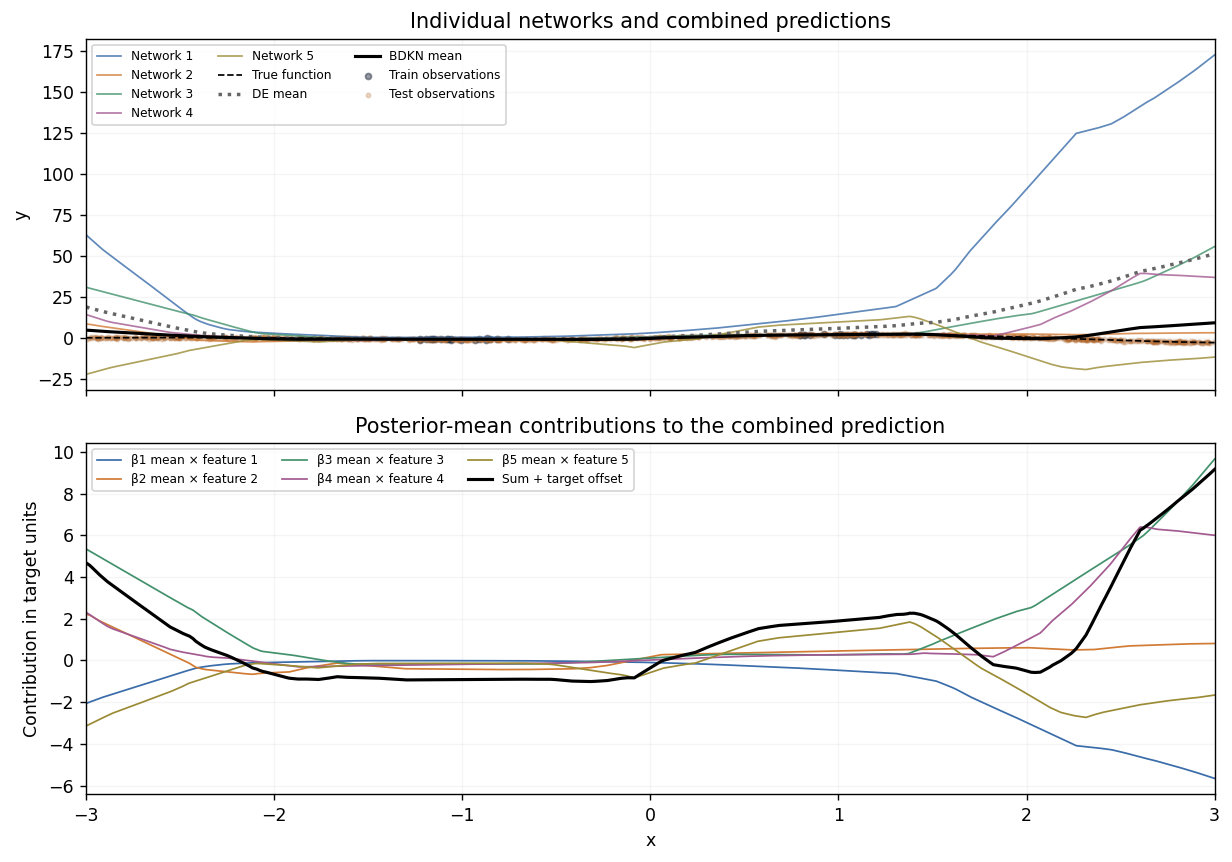 Individual networks and combined predictions
y
175
150
125
100
75
50
25
0
−25
Network 1
Network 2
Network 3
Network 4
Network 5
True function
DE mean
BDKN mean
Train observations
Test observations
Posterior-mean contributions to the combined prediction
Contribution in target units
10
8
6
4
2
0
−2
−4
−6
β1 mean × feature 1
β2 mean × feature 2
β3 mean × feature 3
β4 mean × feature 4
β5 mean × feature 5
Sum + target offset
−3 −2 −1 0 1 2 3
x